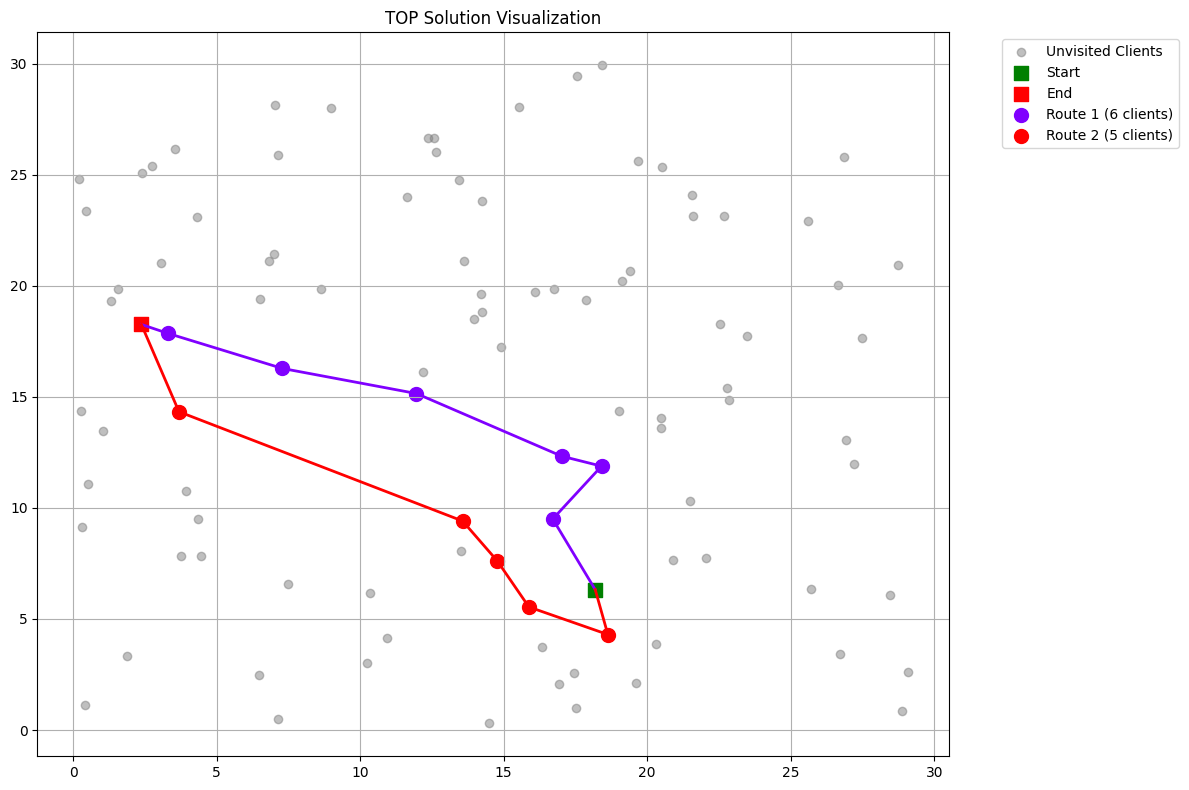 TOP Solution Visualization
30
25
20
15
10
5
0
0 5 10 15 20 25 30
Unvisited Clients
Start
End
Route 1 (6 clients)
Route 2 (5 clients)